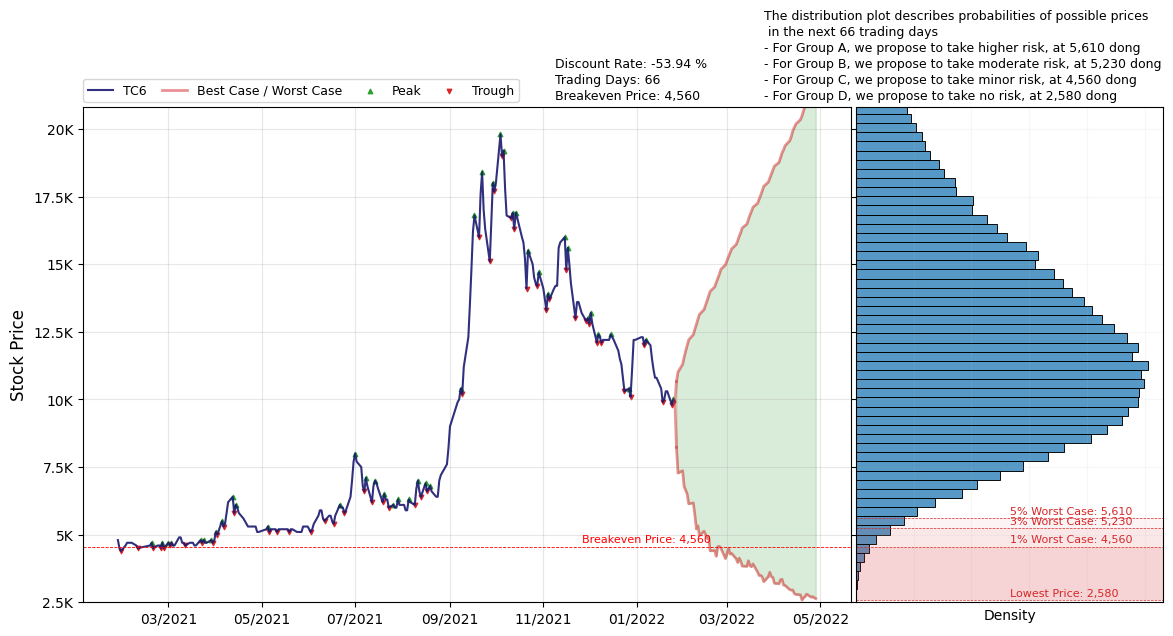 The distribution plot describes probabilities of possible prices
in the next 66 trading days
- For Group A, we propose to take higher risk, at 5,610 dong
- For Group B, we propose to take moderate risk, at 5,230 dong
- For Group C, we propose to take minor risk, at 4,560 dong
- For Group D, we propose to take no risk, at 2,580 dong
Discount Rate: -53.94 %
Trading Days: 66
Breakeven Price: 4,560
TC6
Best Case / Worst Case
Peak
Trough
Stock Price
20K
17.5K
15K
12.5K
10K
7.5K
5K
2.5K
Breakeven Price: 4,560
5% Worst Case: 5,610
3% Worst Case: 5,230
1% Worst Case: 4,560
Lowest Price: 2,580
03/2021
05/2021
07/2021
09/2021
11/2021
01/2022
03/2022
05/2022
Density